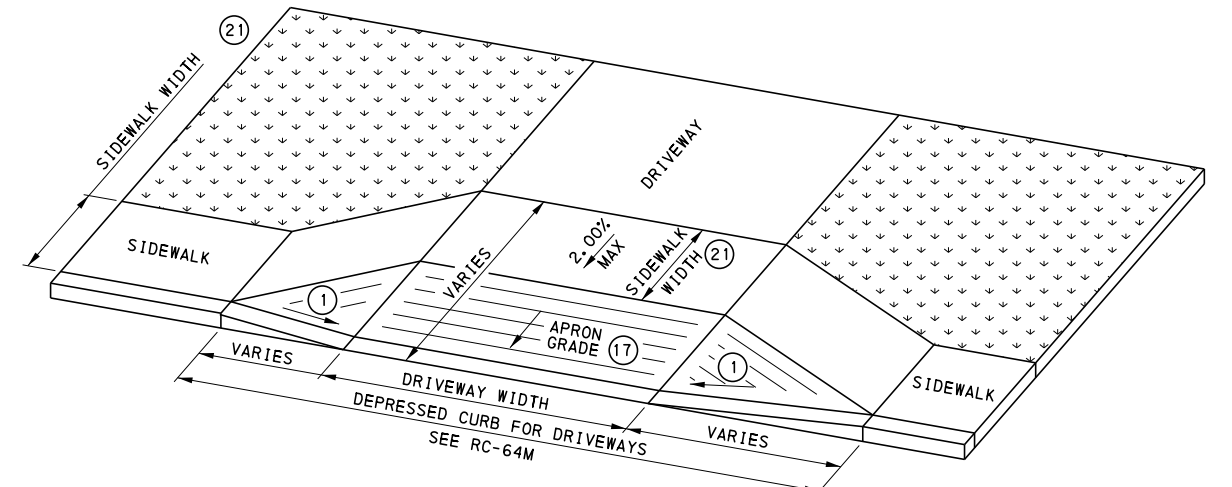 21
SIDEWALK WIDTH
DRIVEWAY
SIDEWALK
VARIES
2.00%
MAX
SIDEWALK
WIDTH
21
1
APRON
GRADE 17
1
SIDEWALK
VARIES
DRIVEWAY WIDTH
VARIES
DEPRESSED CURB FOR DRIVEWAYS
SEE RC-64M